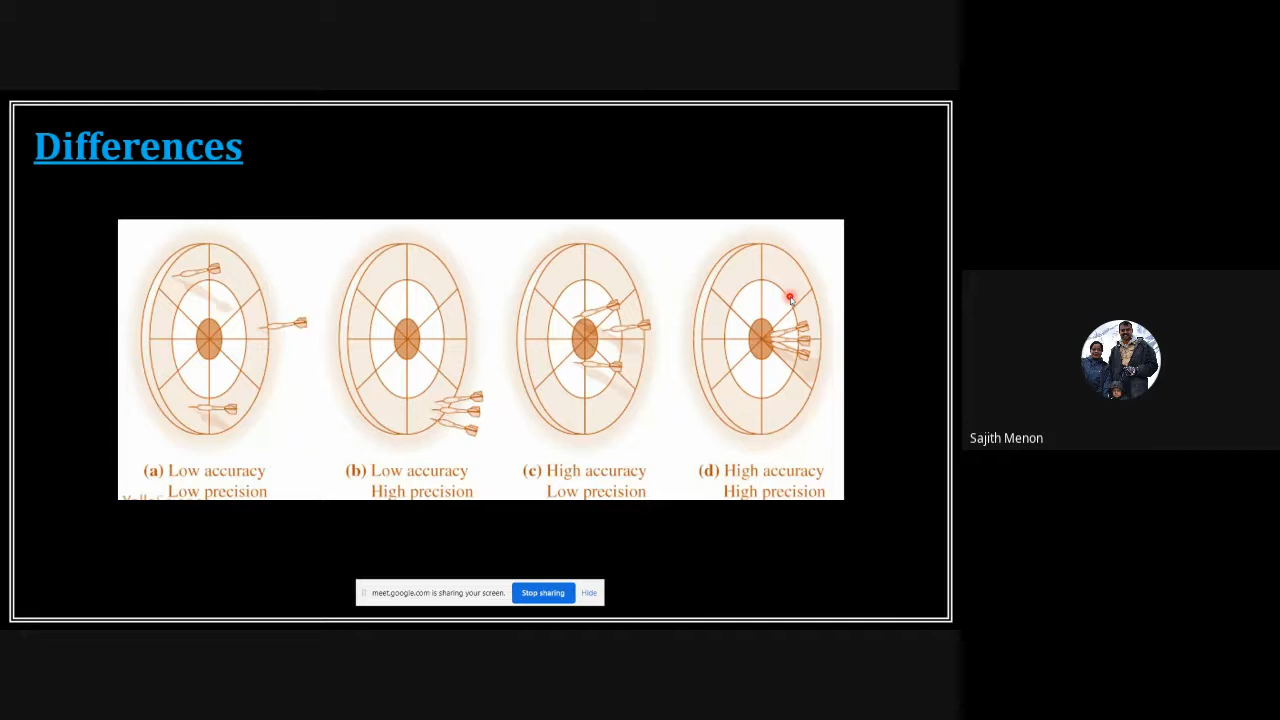 Differences
(a) Low accuracy
Low precision
(b) Low accuracy
High precision
(c) High accuracy
Low precision
(d) High accuracy
High precision
meet.google.com is sharing your screen. Stop sharing Hide
Sajith Menon